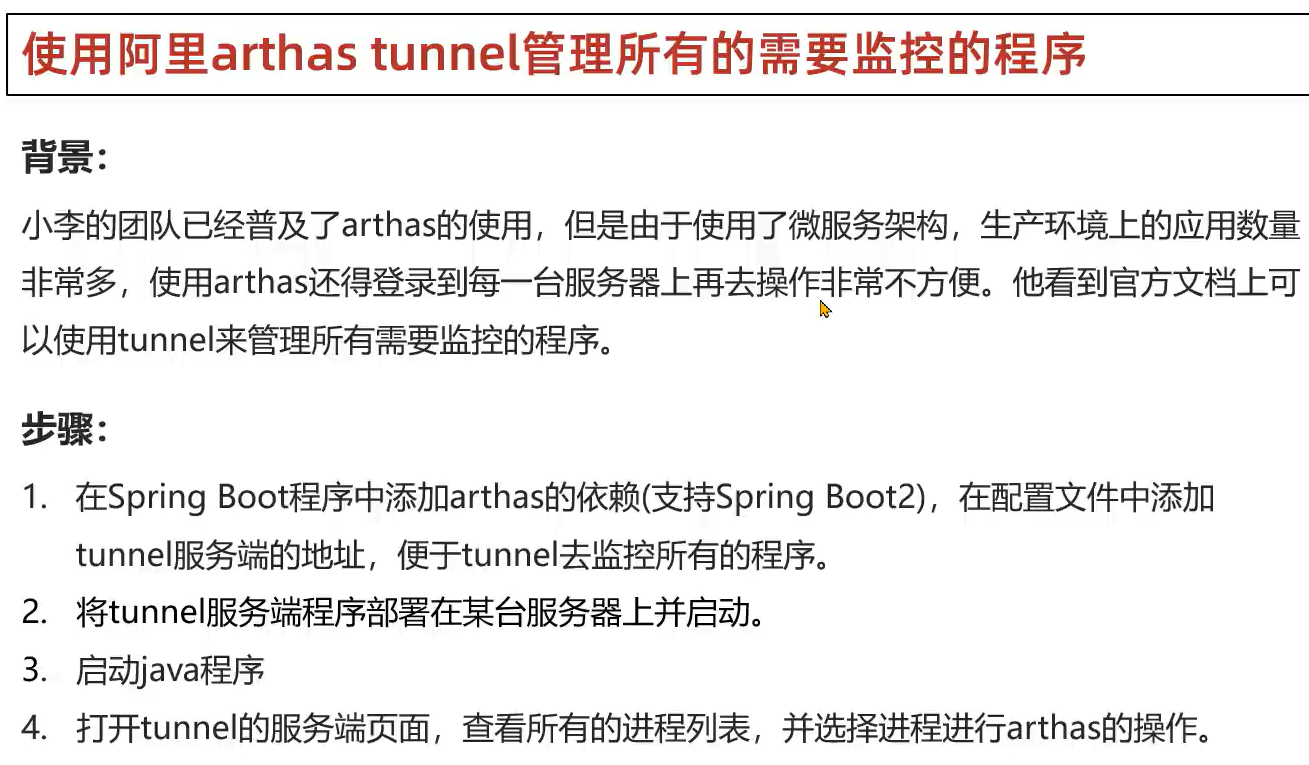 使用阿里arthas tunnel管理所有的需要监控的程序
背景：
小李的团队已经普及了arthas的使用，但是由于使用了微服务架构，生产环境上的应用数量
非常多，使用arthas还得登录到每一台服务器上再去操作非常不方便。他看到官方文档上可
以使用tunnel来管理所有需要监控的程序。
步骤：
1. 在Spring Boot程序中添加arthas的依赖(支持Spring Boot2)，在配置文件中添加
tunnel服务端的地址，便于tunnel去监控所有的程序。
2. 将tunnel服务端程序部署在某台服务器上并启动。
3. 启动java程序
4. 打开tunnel的服务端页面，查看所有的进程列表，并选择进程进行arthas的操作。